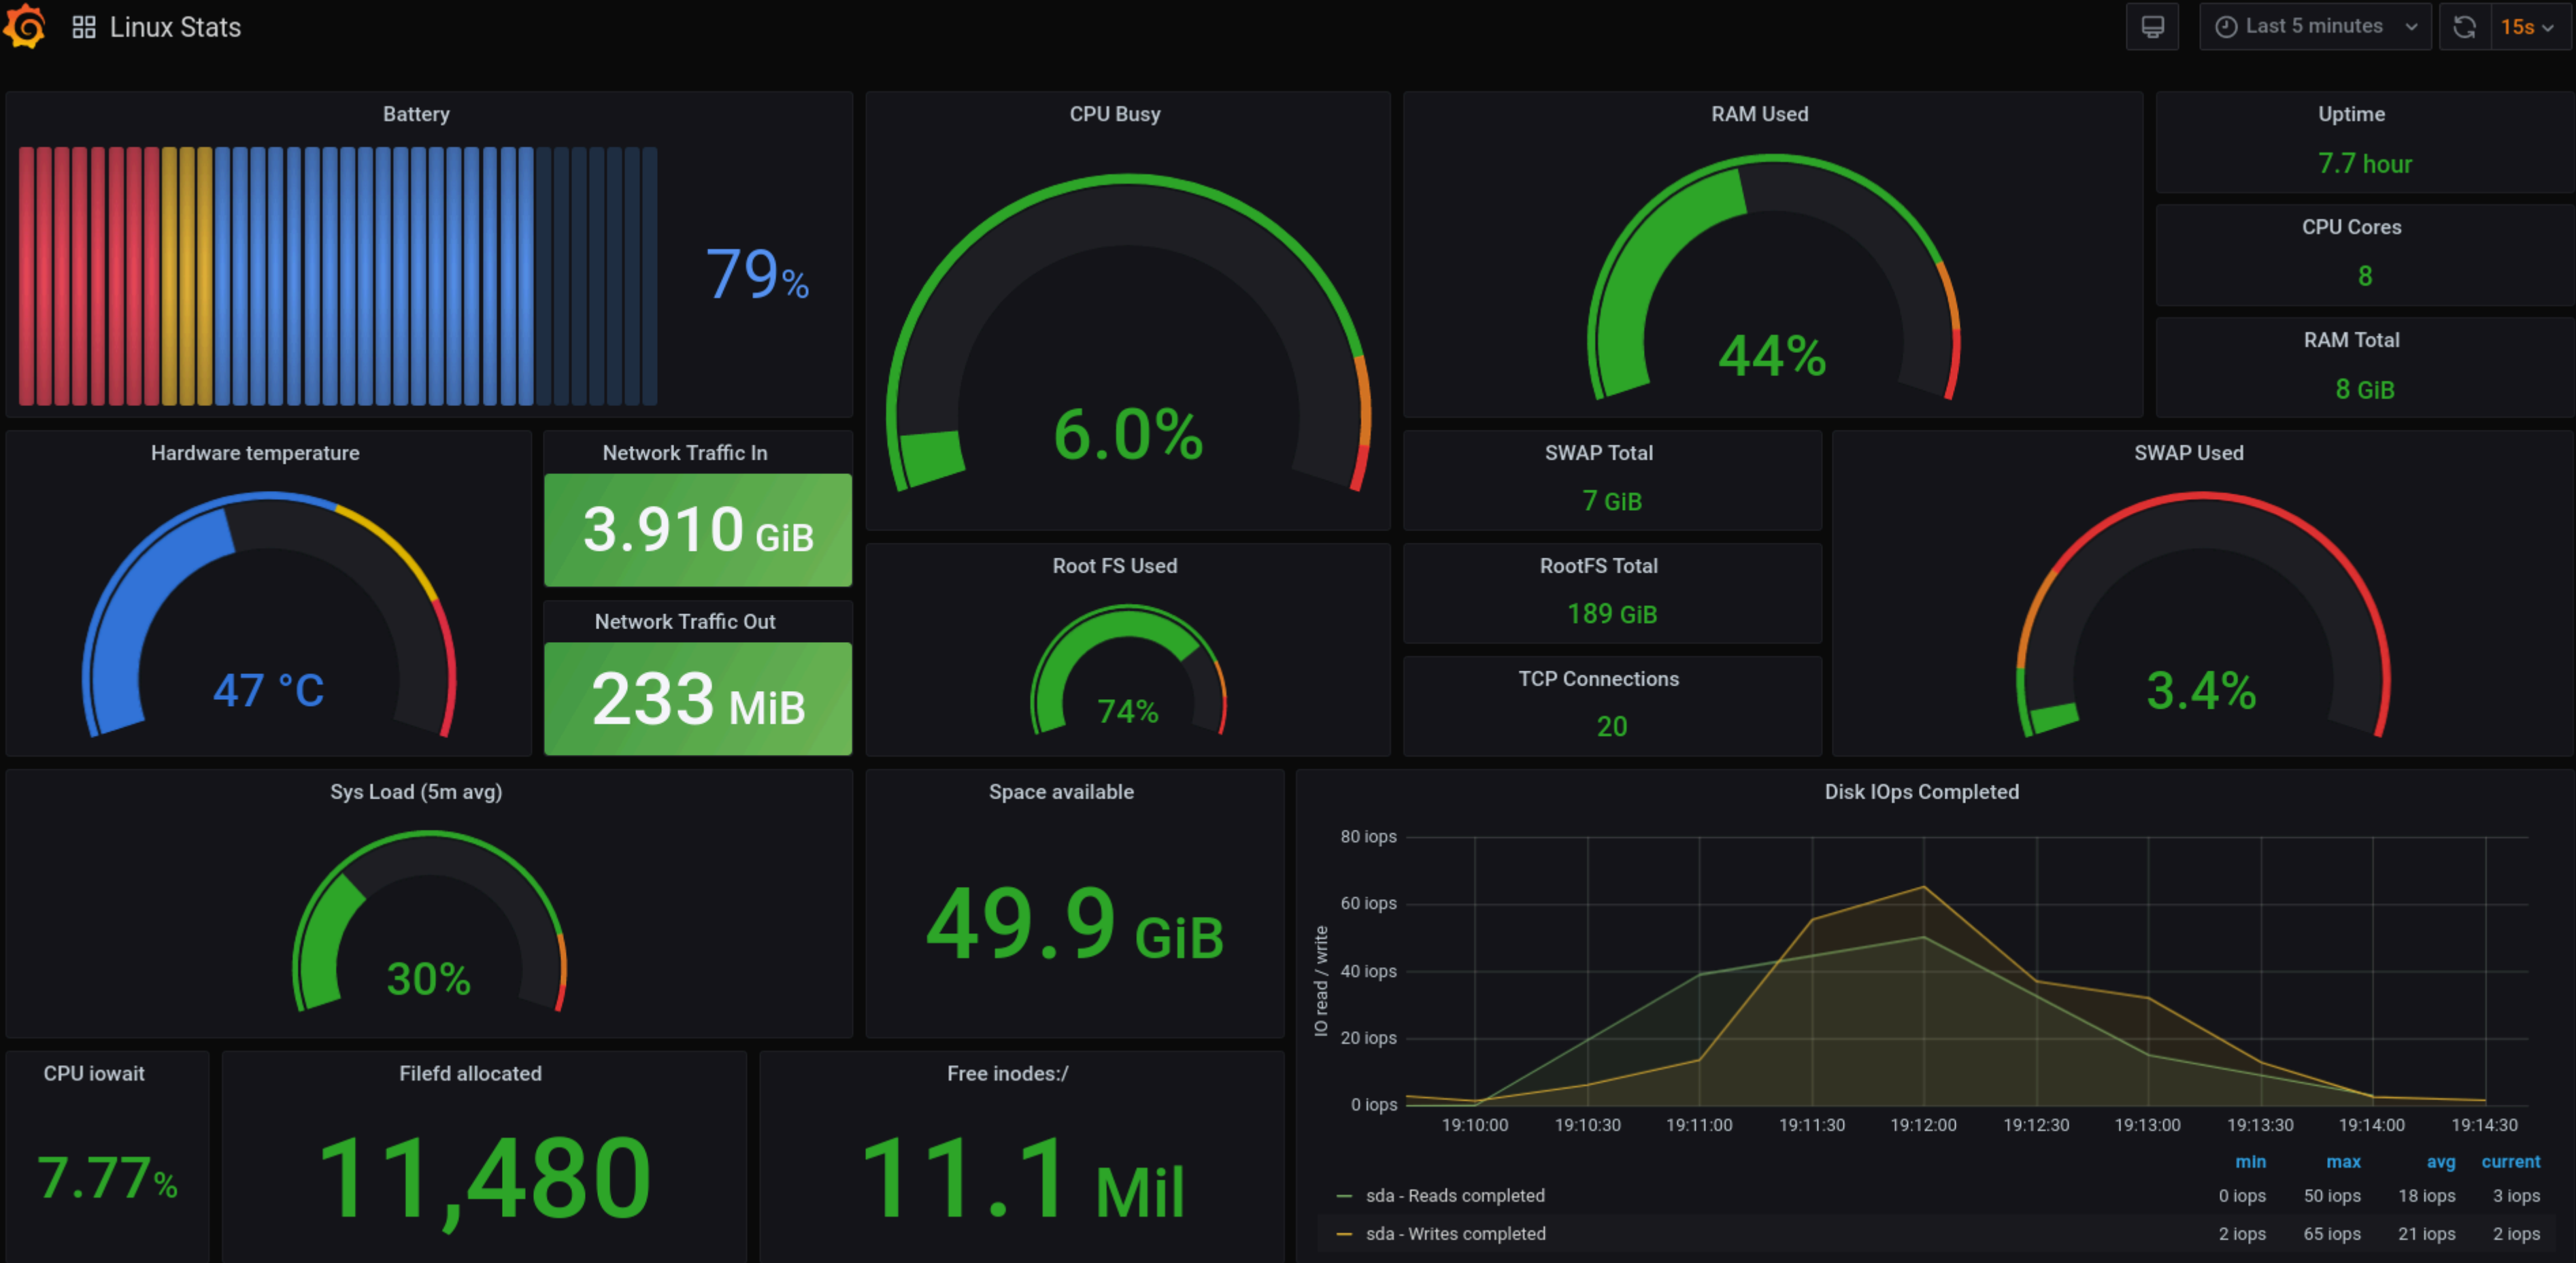 Linux Stats
Last 5 minutes
15s
Battery
79%
CPU Busy
6.0%
RAM Used
44%
Uptime
7.7 hour
CPU Cores
8
RAM Total
8 GiB
Hardware temperature
47 °C
Network Traffic In
3.910 GiB
Network Traffic Out
233 MiB
Root FS Used
74%
SWAP Total
7 GiB
RootFS Total
189 GiB
TCP Connections
20
SWAP Used
3.4%
Sys Load (5m avg)
30%
Space available
49.9 GiB
Disk IOps Completed
IO read / write
80 iops
60 iops
40 iops
20 iops
0 iops
19:10:00 19:10:30 19:11:00 19:11:30 19:12:00 19:12:30 19:13:00 19:13:30 19:14:00 19:14:30
min max avg current
sda - Reads completed 0 iops 50 iops 18 iops 3 iops
sda - Writes completed 2 iops 65 iops 21 iops 2 iops
CPU iowait
7.77%
Filefd allocated
11,480
Free inodes:/
11.1 Mil